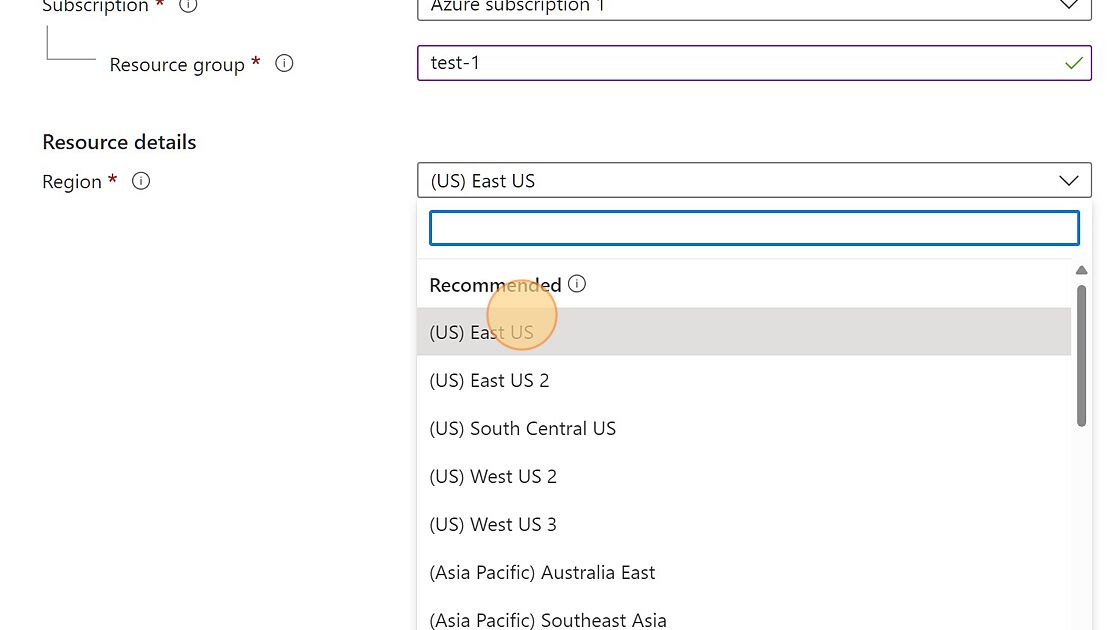 Subscription *
Azure subscription 1
Resource group *
test-1
Resource details
Region *
(US) East US
Recommended
(US) East US
(US) East US 2
(US) South Central US
(US) West US 2
(US) West US 3
(Asia Pacific) Australia East
(Asia Pacific) Southeast Asia